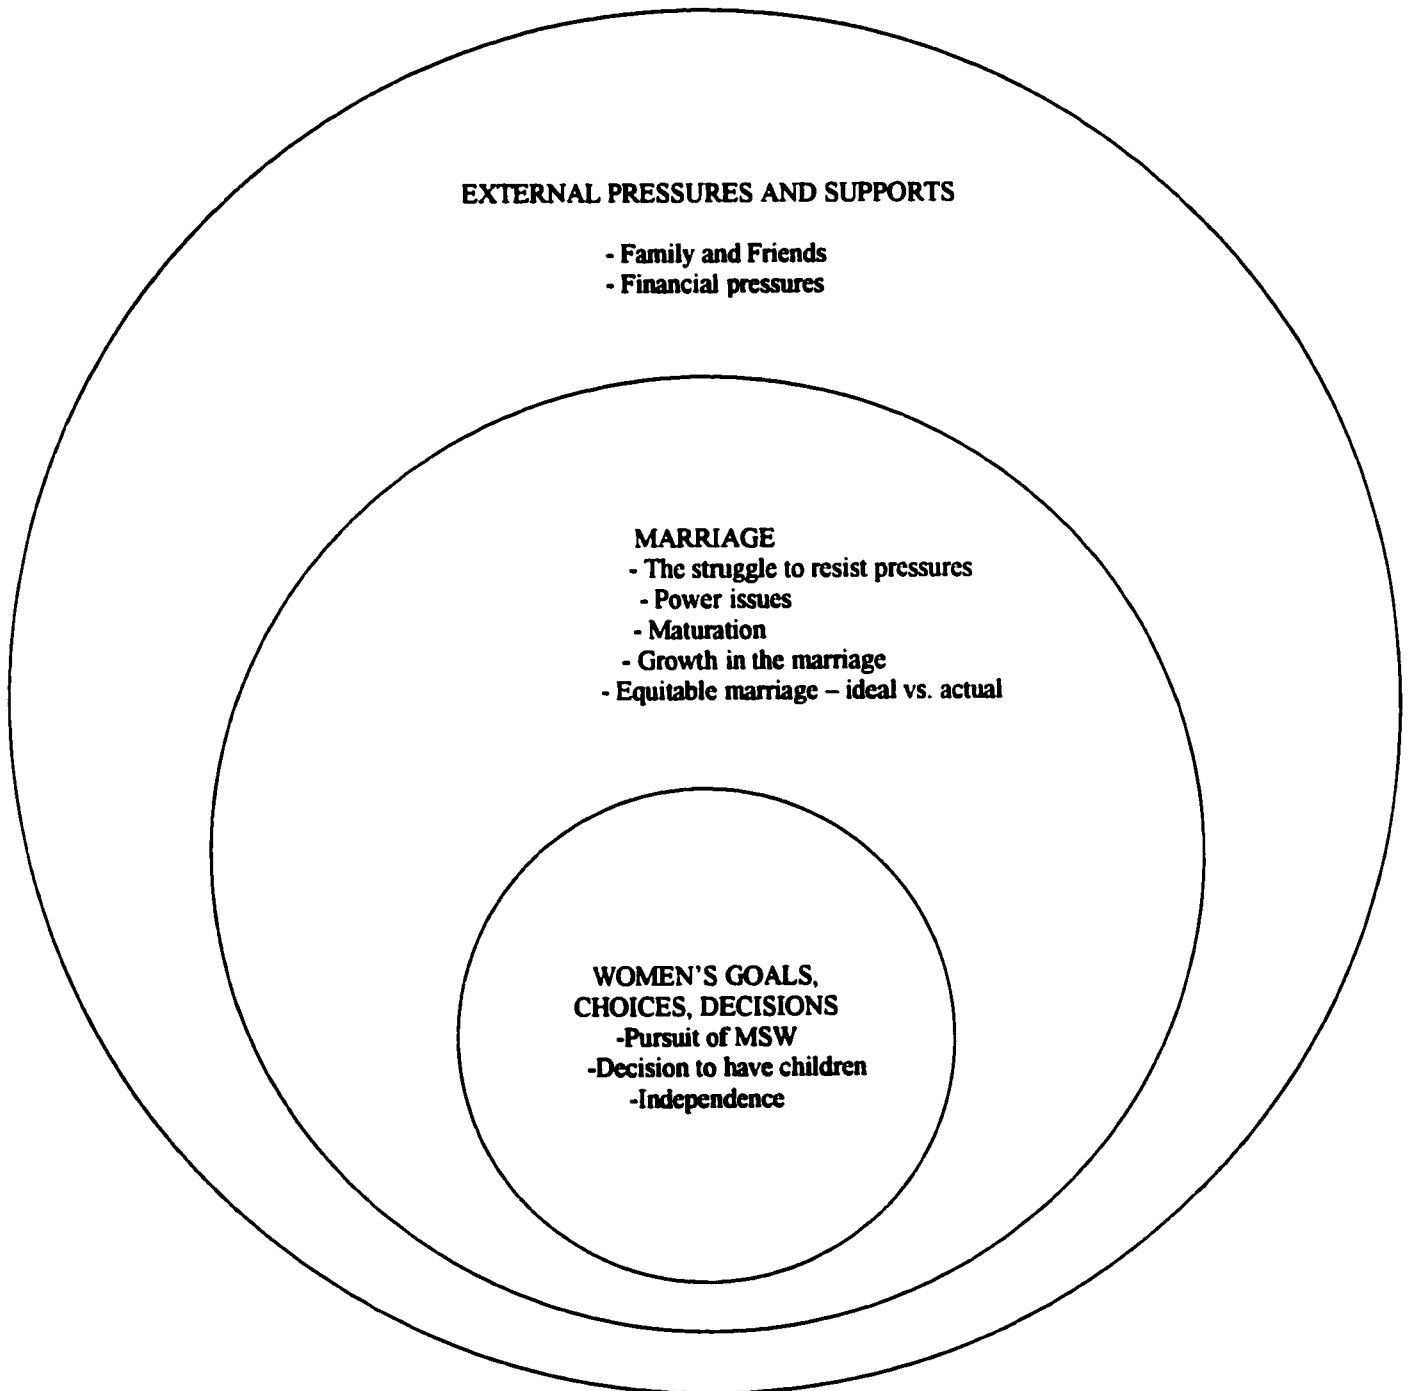 EXTERNAL PRESSURES AND SUPPORTS
- Family and Friends
- Financial pressures
MARRIAGE
- The struggle to resist pressures
- Power issues
- Maturation
- Growth in the marriage
- Equitable marriage – ideal vs. actual
WOMEN'S GOALS,
CHOICES, DECISIONS
-Pursuit of MSW
-Decision to have children
-Independence